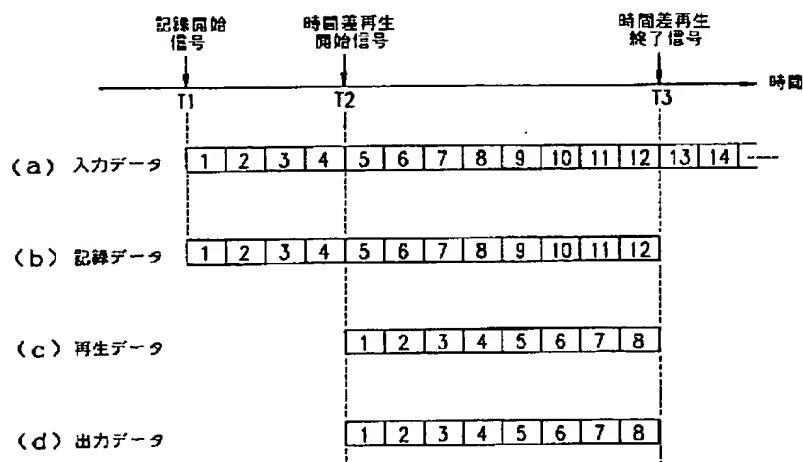 記録開始
信号
時間差再生
開始信号
時間差再生
終了信号
時間
T1
T2
T3
(a) 入力データ
1 2 3 4 5 6 7 8 9 10 11 12 13 14
(b) 記録データ
1 2 3 4 5 6 7 8 9 10 11 12
(c) 再生データ
1 2 3 4 5 6 7 8
(d) 出力データ
1 2 3 4 5 6 7 8